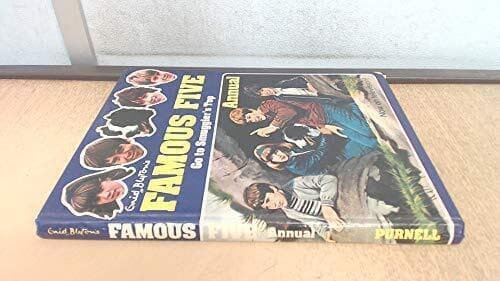 Enid Blyton's
FAMOUS FIVE
Go to Smuggler's Top
Annual
Enid Blyton's FAMOUS FIVE Annual PURNELL